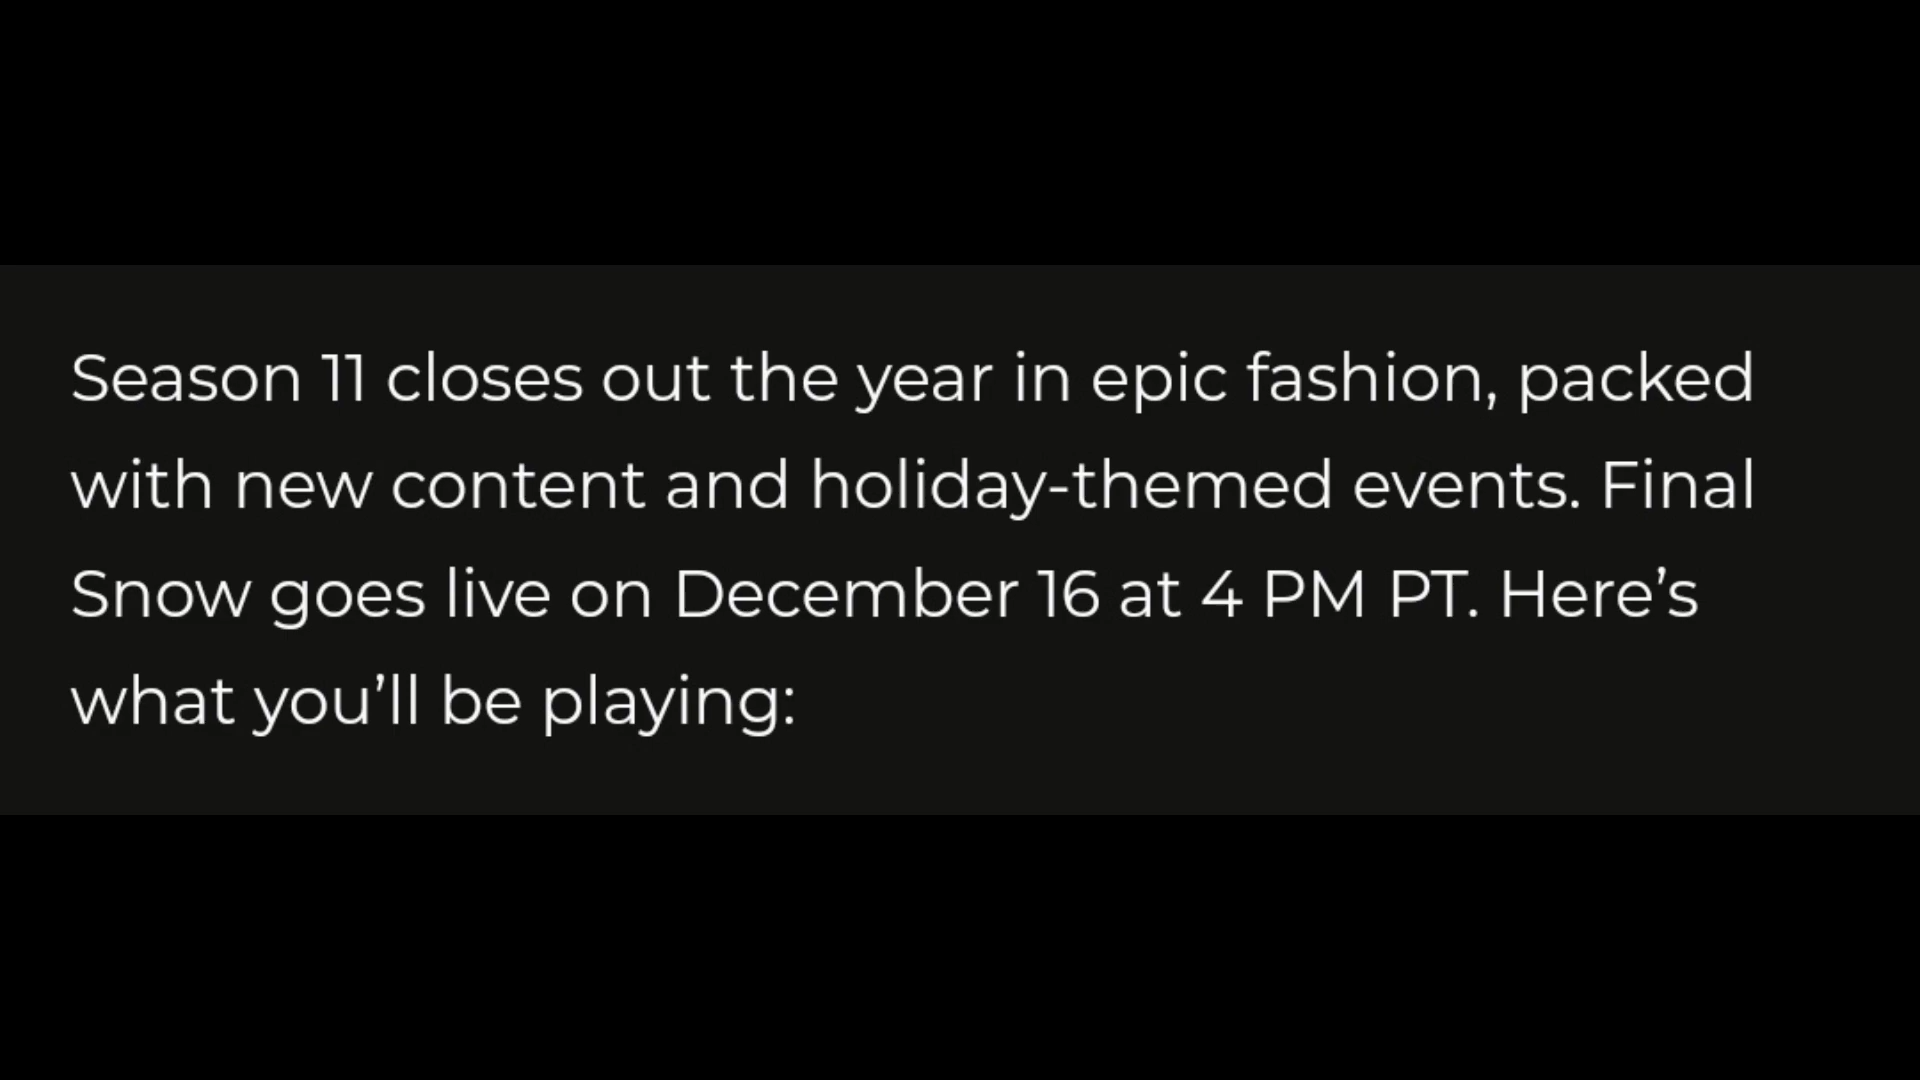 Season 11 closes out the year in epic fashion, packed
with new content and holiday-themed events. Final
Snow goes live on December 16 at 4 PM PT. Here’s
what you’ll be playing: